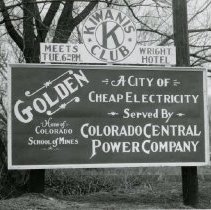 KIWANIS
K
CLUB
MEETS
TUE. 6:15 PM
WRIGHT
HOTEL
GOLDEN
Home of
COLORADO
SCHOOL OF MINES
A CITY OF
CHEAP ELECTRICITY
Served By
COLORADO CENTRAL
POWER COMPANY